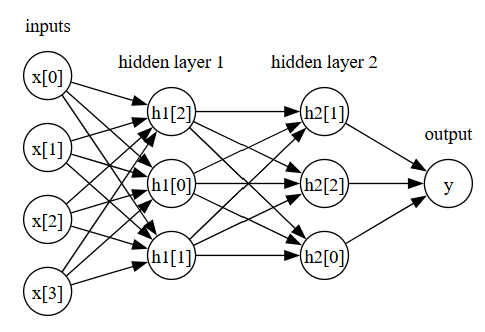 inputs
x[0]
x[1]
x[2]
x[3]
hidden layer 1
h1[2]
h1[0]
h1[1]
hidden layer 2
h2[1]
h2[2]
h2[0]
output
y